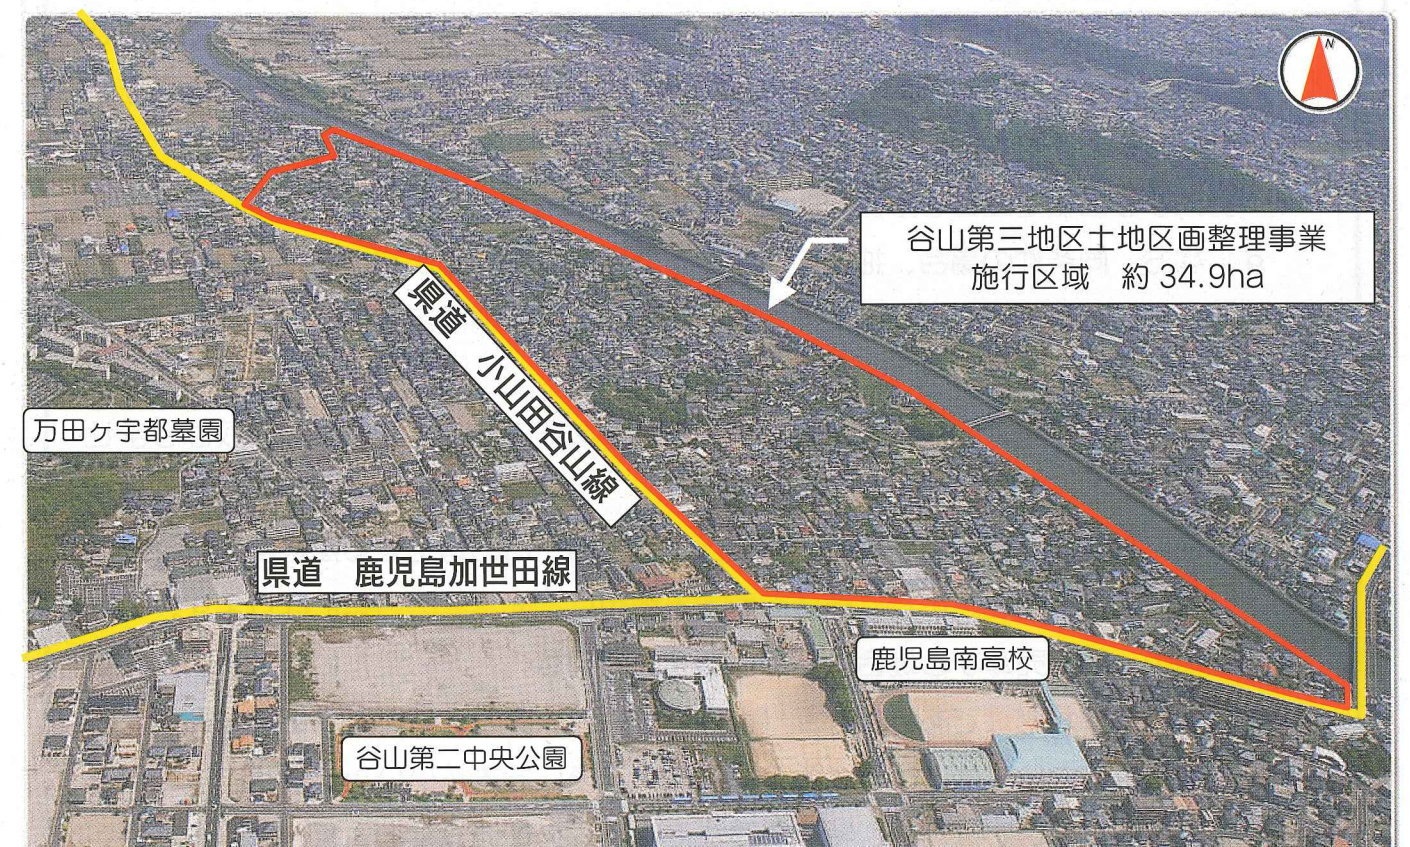 N
谷山第三地区土地区画整理事業
施行区域　約34.9ha
県道　小山田谷山線
万田ヶ宇都墓園
県道　鹿児島加世田線
鹿児島南高校
谷山第二中央公園